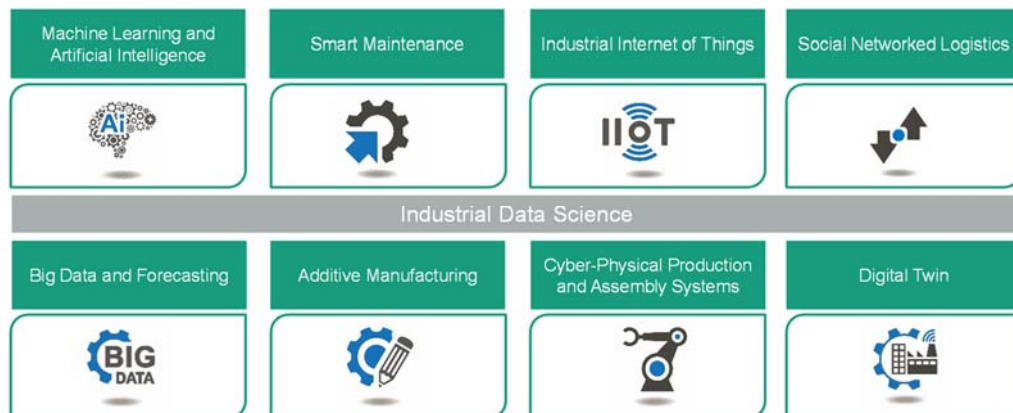 Machine Learning and
Artificial Intelligence
Smart Maintenance
Industrial Internet of Things
Social Networked Logistics
Ai
IIoT
Industrial Data Science
Big Data and Forecasting
Additive Manufacturing
Cyber-Physical Production
and Assembly Systems
Digital Twin
BIG
DATA